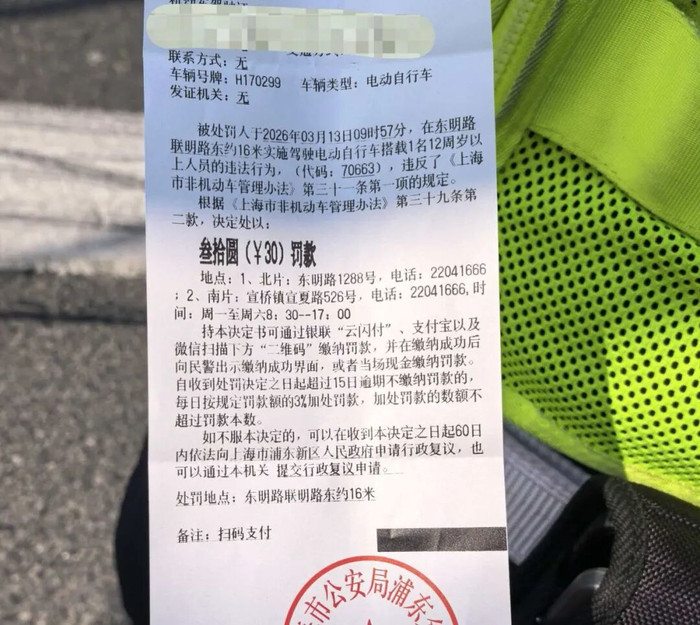 联系方式：无
车辆号牌：H170299 车辆类型：电动自行车
发证机关：无
被处罚人于2026年03月13日09时57分，在东明路
联明路东约16米实施驾驶电动自行车搭载1名12周岁以
上人员的违法行为，（代码：70663），违反了《上海
市非机动车管理办法》第三十一条第一项的规定。
根据《上海市非机动车管理办法》第三十九条第
二款，决定处以：
叁拾圆（￥30）罚款
地点：1、北片：东明路1288号，电话：22041666
；2、南片：宣桥镇宣夏路526号，电话：22041666,时
间：周一至周六8：30--17：00
持本决定书可通过银联“云闪付”、支付宝以及
微信扫描下方“二维码”缴纳罚款，并在缴纳成功后
向民警出示缴纳成功界面，或者当场现金缴纳罚款。
自收到处罚决定之日起超过15日逾期不缴纳罚款的，
每日按规定罚款额的3%加处罚款，加处罚款的数额不
超过罚款本数。
如不服本决定的，可以在收到本决定之日起60日
内依法向上海市浦东新区人民政府申请行政复议，也
可以通过本机关 提交行政复议申请。
处罚地点：东明路联明路东约16米
备注：扫码支付
市公安局浦东